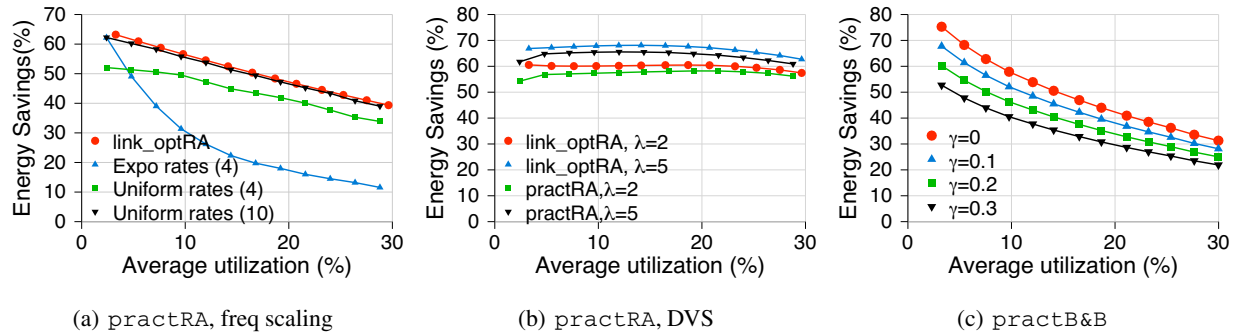 Energy Savings(%)
70
60
50
40
30
20
10
0
link_optRA
Expo rates (4)
Uniform rates (4)
Uniform rates (10)
0
10
20
30
Average utilization (%)
(a) practRA, freq scaling
Energy Savings (%)
80
70
60
50
40
30
20
10
0
link_optRA, λ=2
link_optRA, λ=5
practRA,λ=2
practRA,λ=5
0
10
20
30
Average utilization (%)
(b) practRA, DVS
Energy Savings (%)
80
70
60
50
40
30
20
10
0
γ=0
γ=0.1
γ=0.2
γ=0.3
0
10
20
30
Average utilization (%)
(c) practB&B